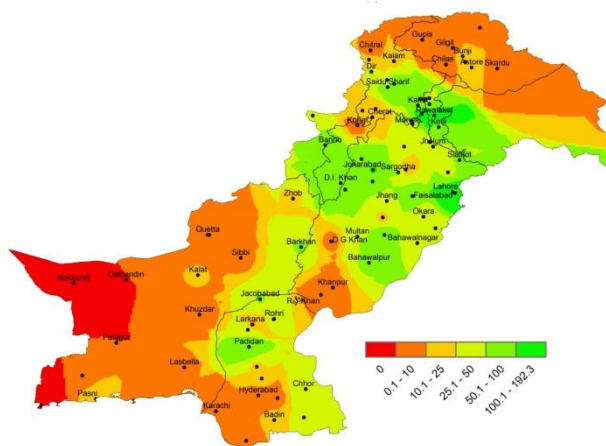 Gupis
Gilgit
Chitral
Bunji
Kalam
Chilas
Astore
Skardu
Dir
Saidu Sharif
Cherat
Kohat
Rawalakot
Kotli
Jhelum
Bannu
Sialkot
Joharabad
Sargodha
D.I. Khan
Lahore
Faisalabad
Zhob
Jhang
Okara
Quetta
Multan
Barkhan
D G Khan
Bahawalnagar
Sibbi
Bahawalpur
Nokkundi
Dalbandin
Kalat
Khanpur
Jacobabad
R.Y.Khan
Khuzdar
Larkana
Rohri
Panjgur
Padidan
Lasbella
Pasni
Hyderabad
Chhor
Karachi
Badin
0
0.1 - 10
10.1 - 25
25.1 - 50
50.1 - 100
100.1 - 192.3